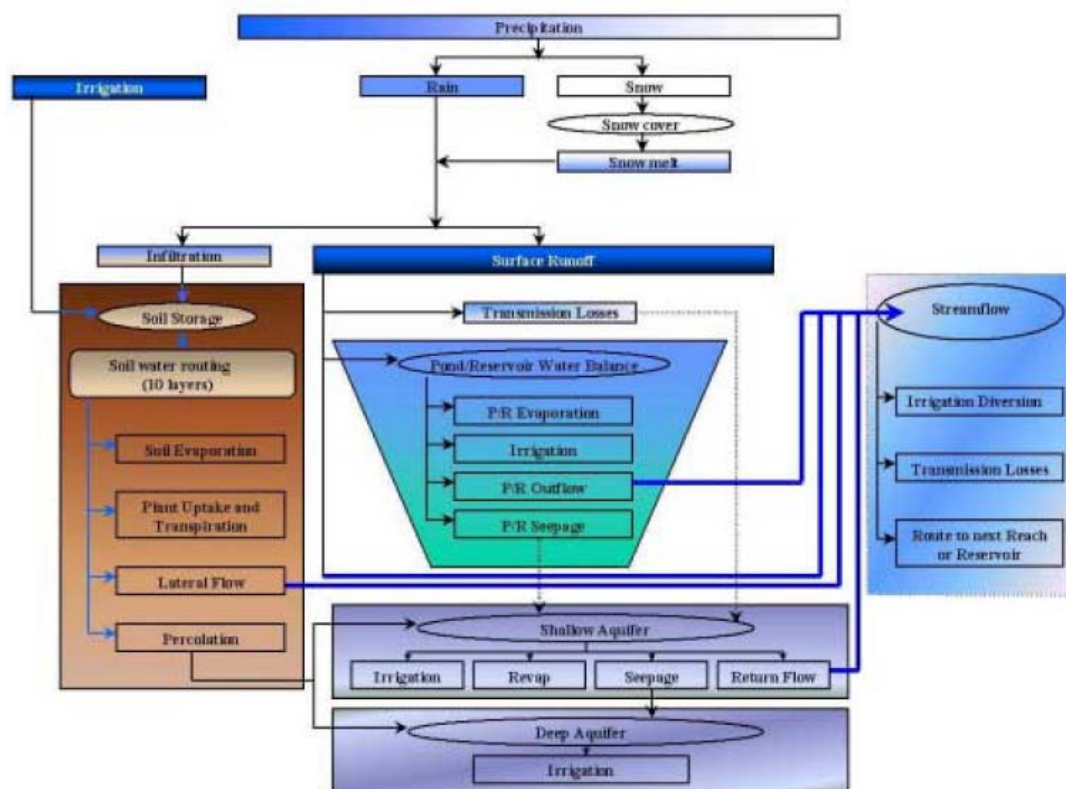 Precipitation
Irrigation
Rain
Snow
Snow cover
Snow melt
Infiltration
Surface Runoff
Soil Storage
Soil water routing
(10 layers)
Soil Evaporation
Plant Uptake and
Transpiration
Lateral Flow
Percolation
Transmission Losses
Pond/Reservoir Water Balance
P/R Evaporation
Irrigation
P/R Outflow
P/R Seepage
Streamflow
Irrigation Diversion
Transmission Losses
Route to next Reach
or Reservoir
Shallow Aquifer
Irrigation
Revap
Seepage
Return Flow
Deep Aquifer
Irrigation